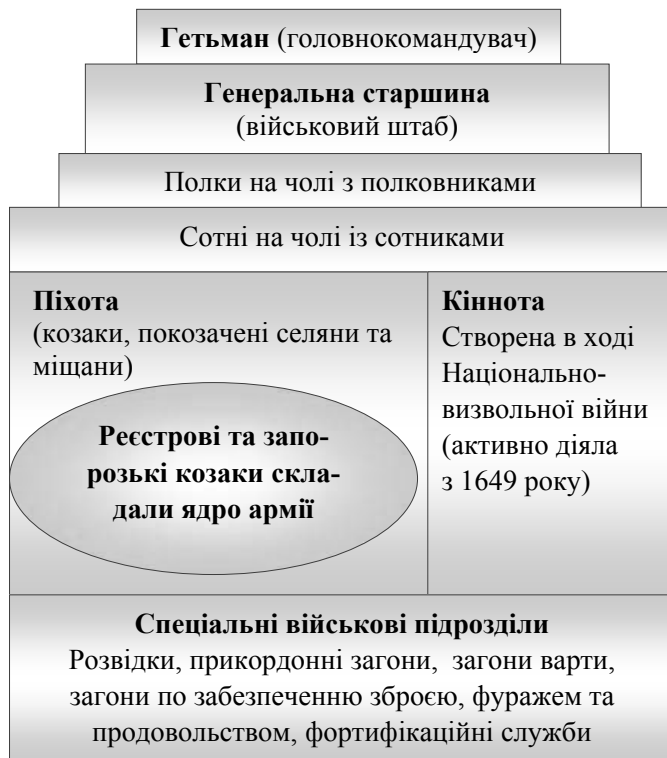 Гетьман (головнокомандувач)
Генеральна старшина
(військовий штаб)
Полки на чолі з полковниками
Сотні на чолі із сотниками
Піхота
(козаки, покозачені селяни та
міщани)
Реєстрові та запо-
розькі козаки скла-
дали ядро армії
Кіннота
Створена в ході
Національно-
визвольної війни
(активно діяла
з 1649 року)
Спеціальні військові підрозділи
Розвідки, прикордонні загони, загони варти,
загони по забезпеченню зброєю, фуражем та
продовольством, фортифікаційні служби